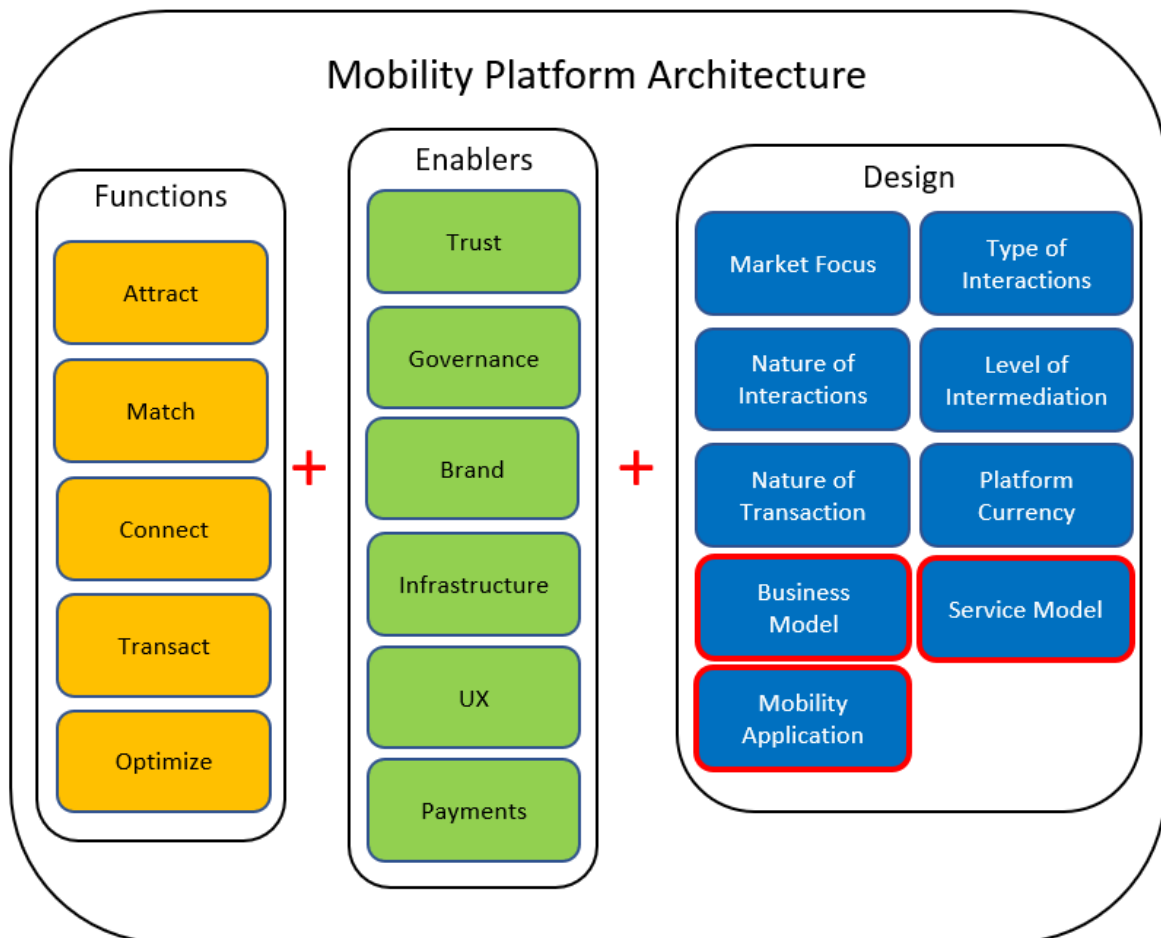 Mobility Platform Architecture
Functions
Attract
Match
Connect
Transact
Optimize
+
Enablers
Trust
Governance
Brand
Infrastructure
UX
Payments
+
Design
Market Focus
Type of
Interactions
Nature of
Interactions
Level of
Intermediation
Nature of
Transaction
Platform
Currency
Business
Model
Service Model
Mobility
Application